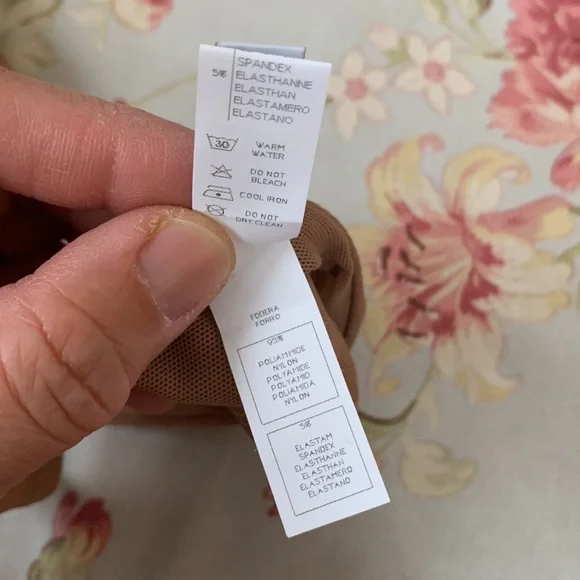 5%
SPANDEX
ELASTHANNE
ELASTHAN
ELASTAMERO
ELASTANO
30
WARM
WATER
DO NOT
BLEACH
COOL IRON
DO NOT
DRY CLEAN
FODERA
FORRO
95%
POLIAMMIDE
NYLON
POLYAMIDE
POLYAMID
POLIAMIDA
NYLON
5%
ELASTAM
SPANDEX
ELASTHANNE
ELASTHAN
ELASTAMERO
ELASTANO